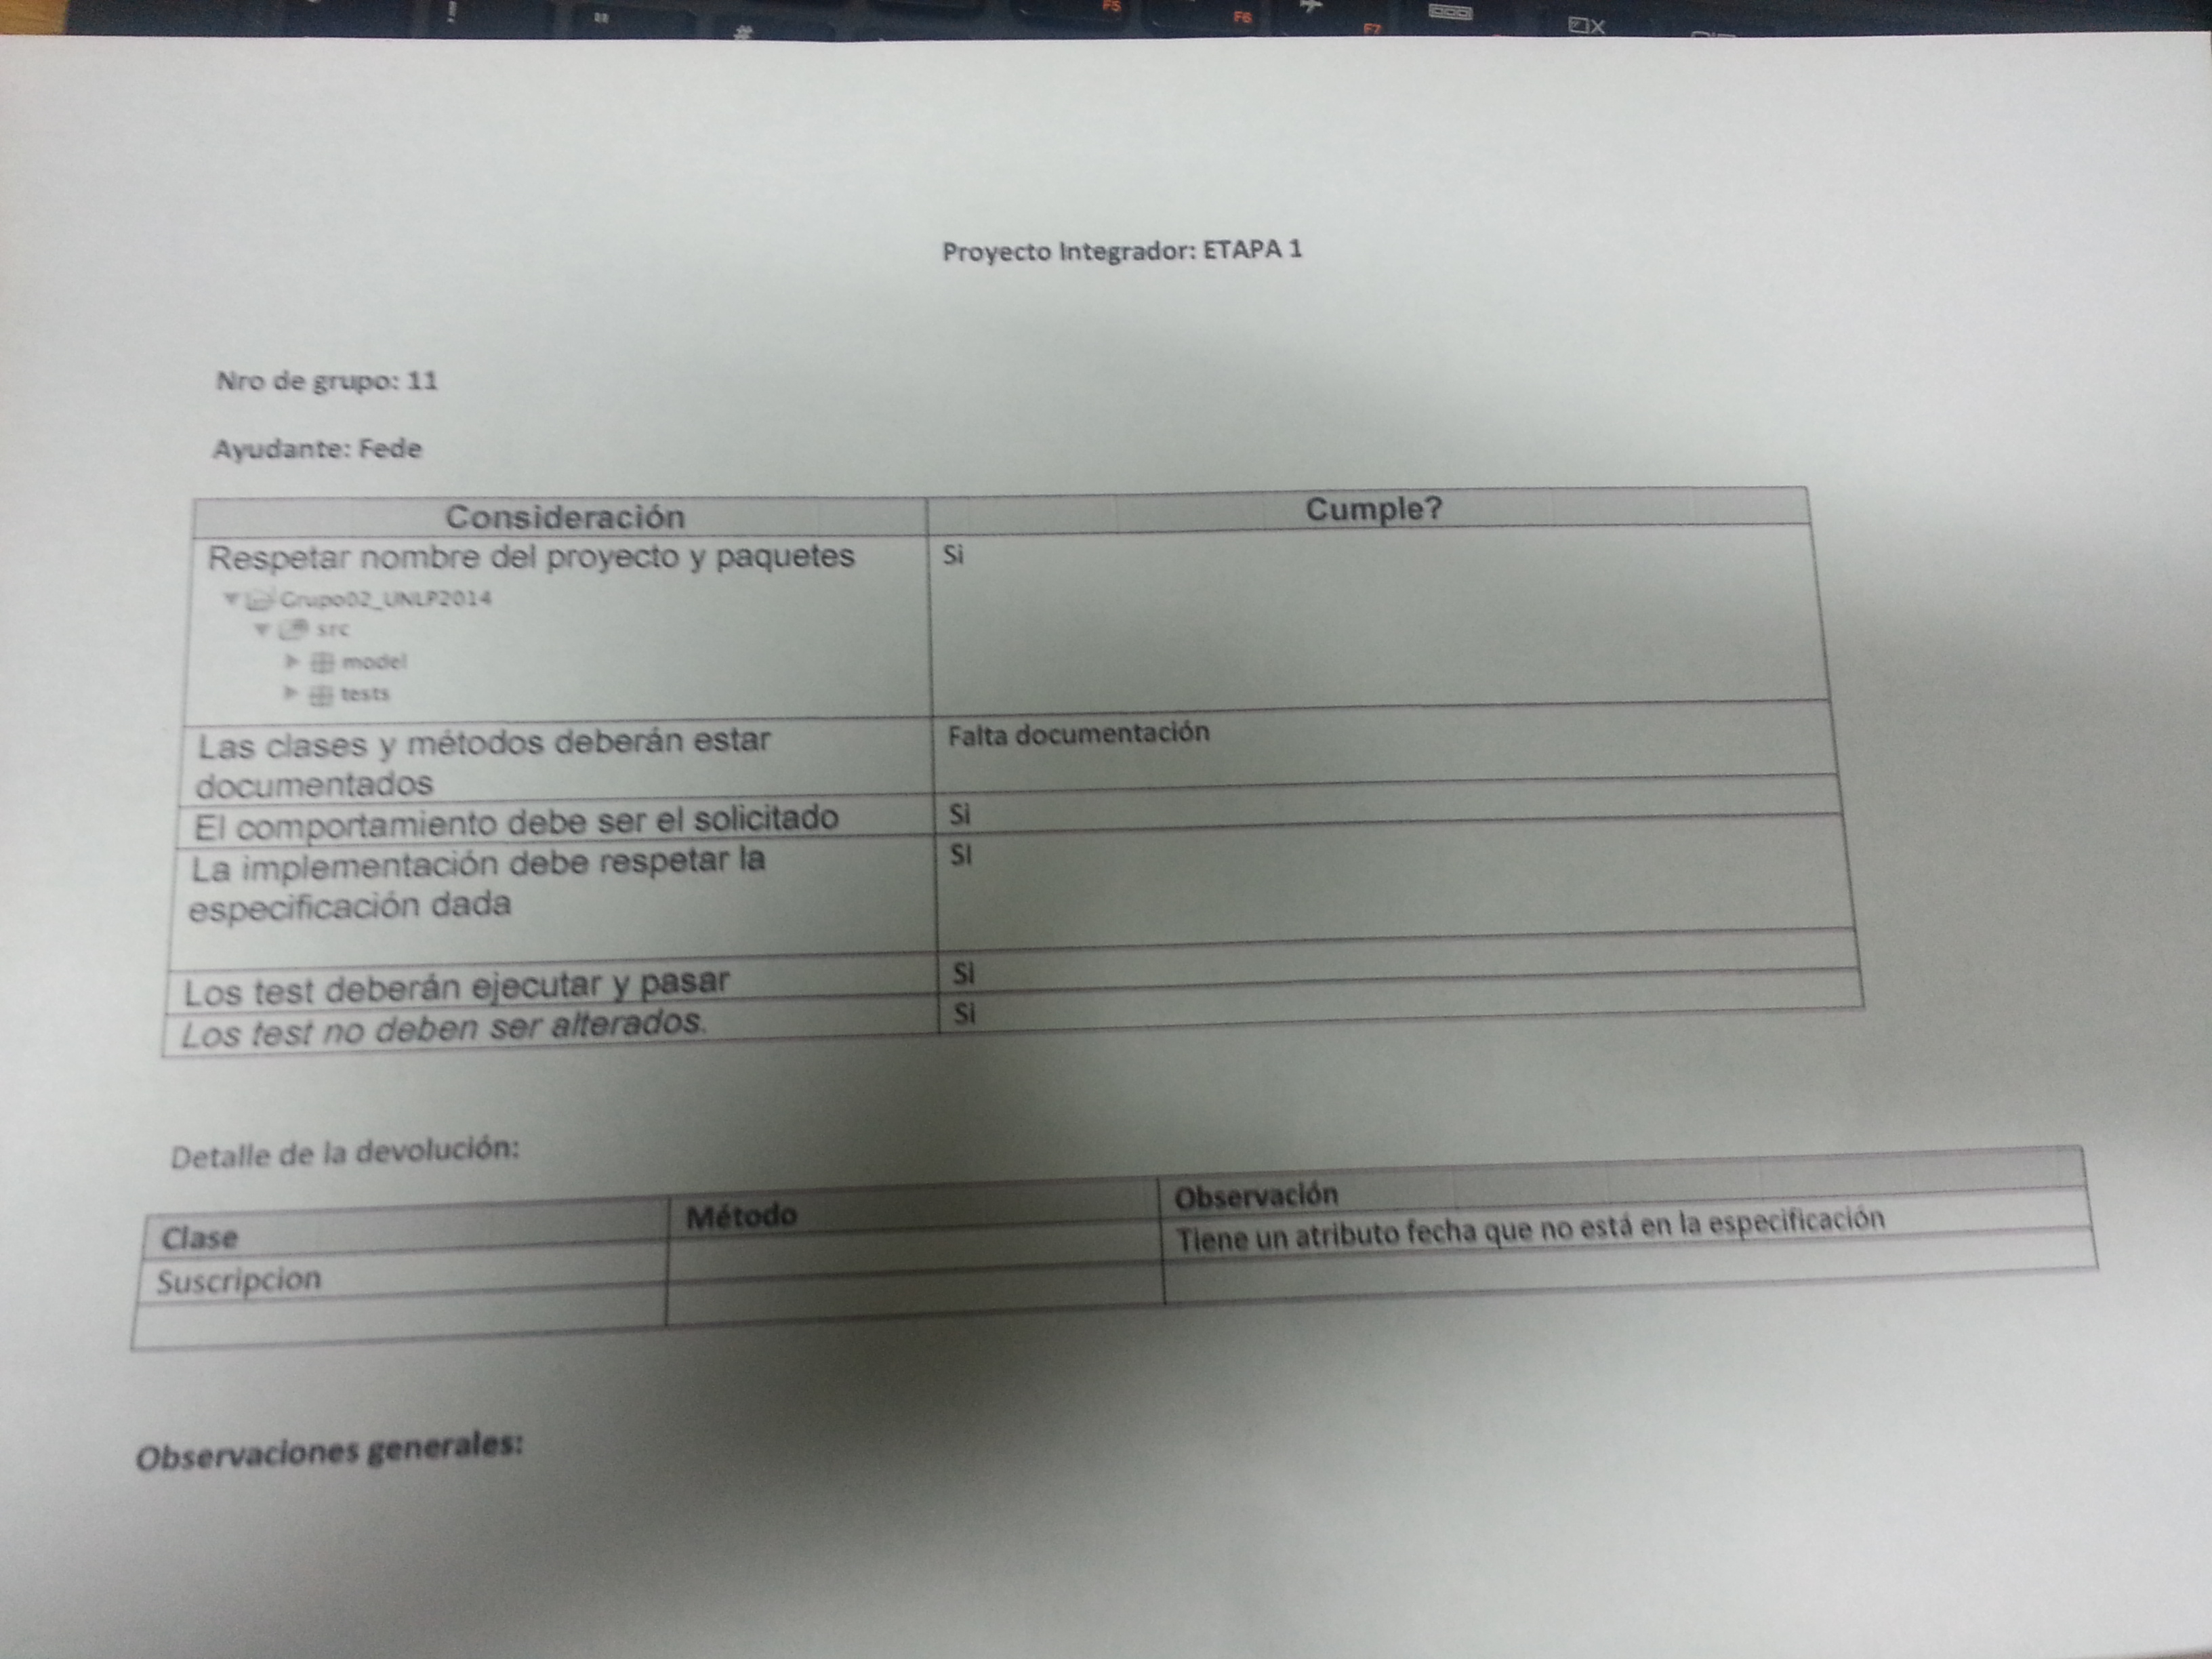 !
"
#
F5
F6
F7
Proyecto Integrador: ETAPA 1
Nro de grupo: 11
Ayudante: Fede
Consideración
Cumple?
Respetar nombre del proyecto y paquetes
Si
Grupo02_UNLP2014
src
model
tests
Las clases y métodos deberán estar
documentados
Falta documentación
El comportamiento debe ser el solicitado
Si
La implementación debe respetar la
especificación dada
SI
Los test deberán ejecutar y pasar
Si
Los test no deben ser alterados.
Si
Detalle de la devolución:
Clase
Método
Observación
Suscripcion
Tiene un atributo fecha que no está en la especificación
Observaciones generales: